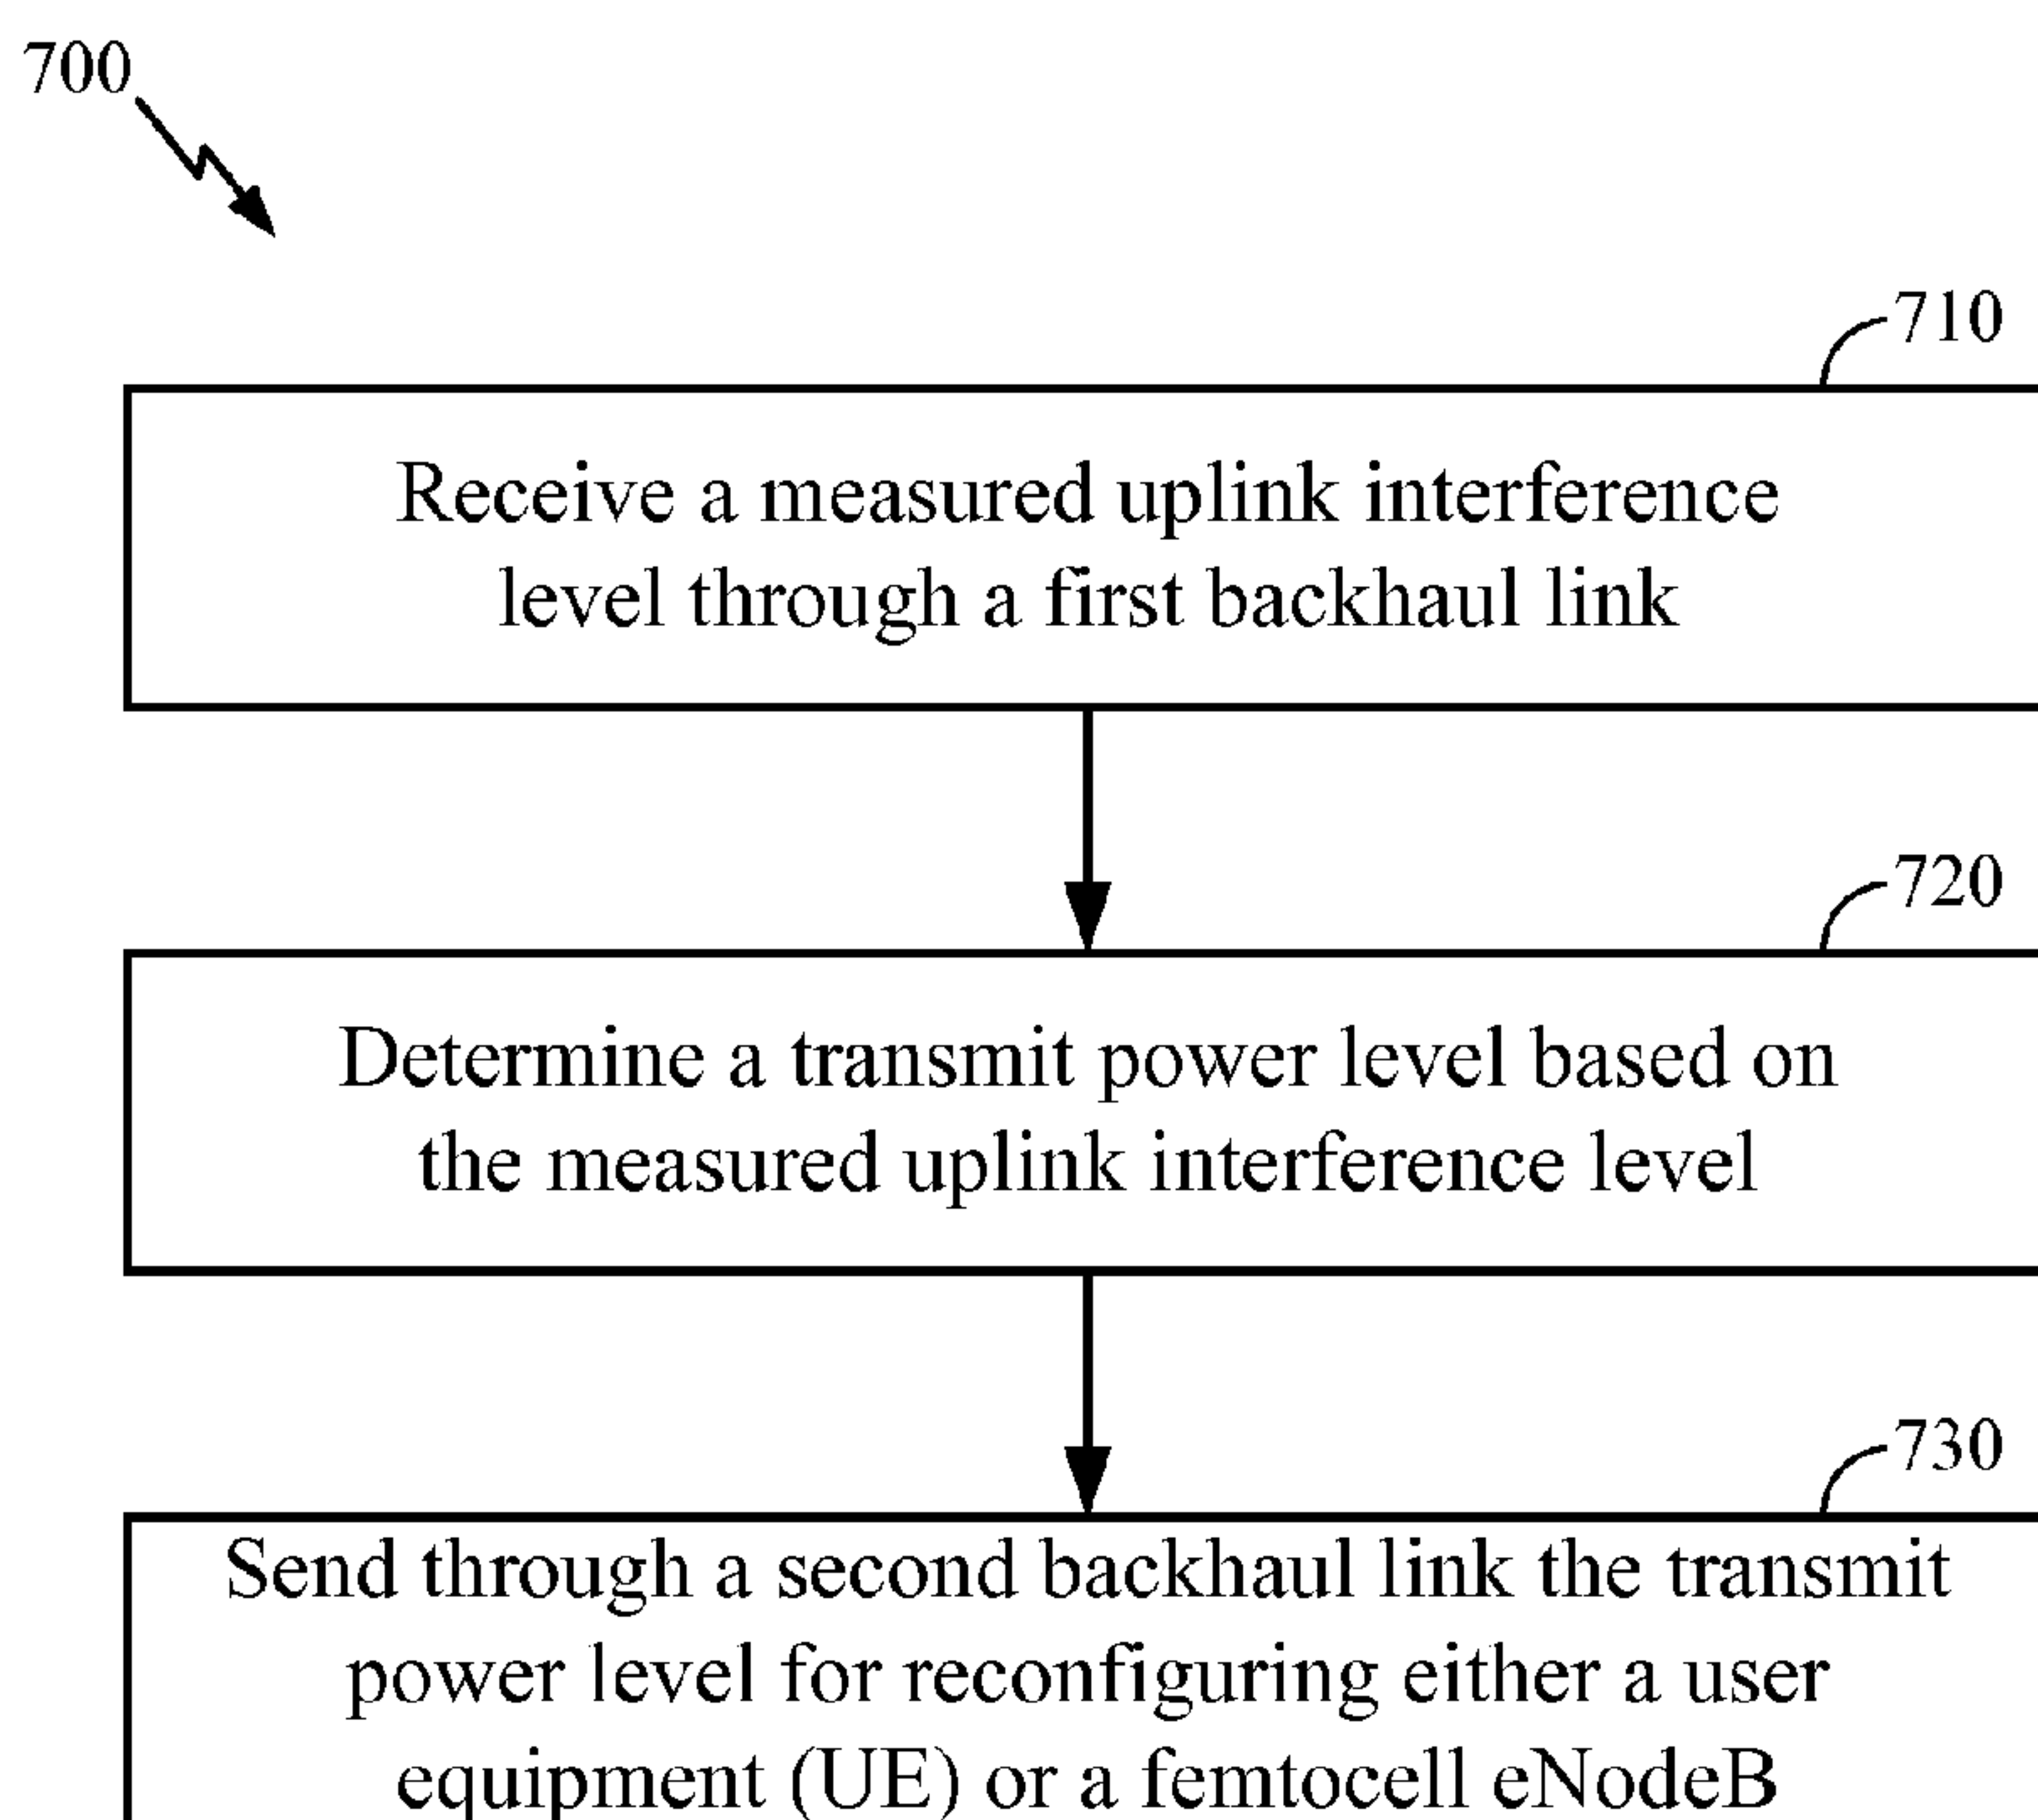 700
710
Receive a measured uplink interference
level through a first backhaul link
720
Determine a transmit power level based on
the measured uplink interference level
730
Send through a second backhaul link the transmit
power level for reconfiguring either a user
equipment (UE) or a femtocell eNodeB